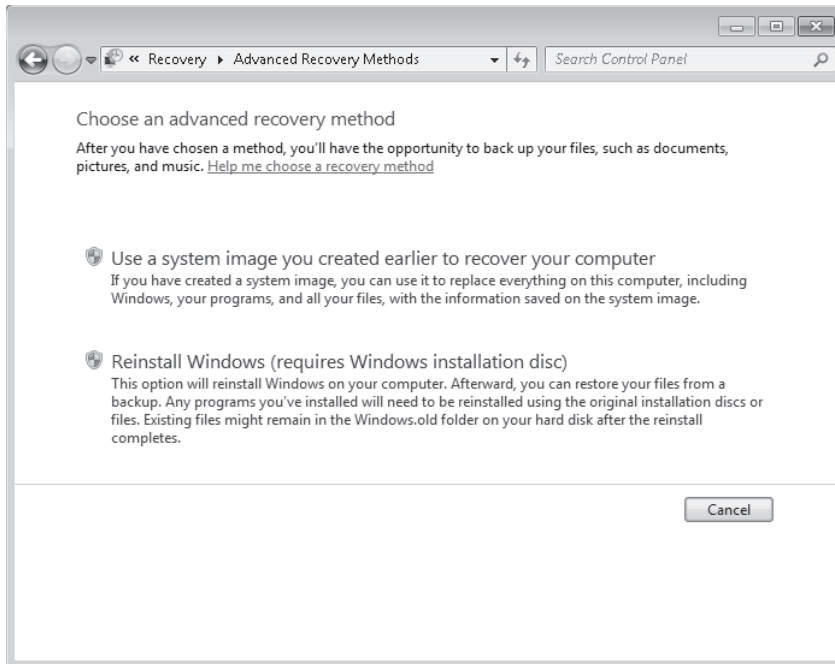 « Recovery ▸ Advanced Recovery Methods
Search Control Panel
Choose an advanced recovery method
After you have chosen a method, you'll have the opportunity to back up your files, such as documents,
pictures, and music. Help me choose a recovery method
Use a system image you created earlier to recover your computer
If you have created a system image, you can use it to replace everything on this computer, including
Windows, your programs, and all your files, with the information saved on the system image.
Reinstall Windows (requires Windows installation disc)
This option will reinstall Windows on your computer. Afterward, you can restore your files from a
backup. Any programs you've installed will need to be reinstalled using the original installation discs or
files. Existing files might remain in the Windows.old folder on your hard disk after the reinstall
completes.
Cancel